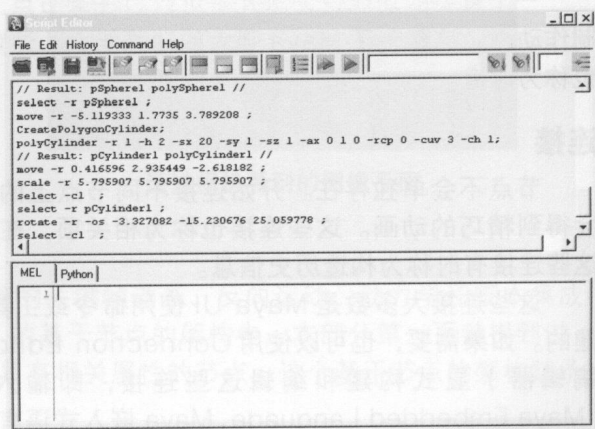 Script Editor
File Edit History Command Help
// Result: pSphere1 polySphere1 //
select -r pSphere1 ;
move -r -5.119333 1.7735 3.789208 ;
CreatePolygonCylinder;
polyCylinder -r 1 -h 2 -sx 20 -sy 1 -sz 1 -ax 0 1 0 -rcp 0 -cuv 3 -ch 1;
// Result: pCylinder1 polyCylinder1 //
move -r 0.416596 2.935449 -2.618182 ;
scale -r 5.795907 5.795907 5.795907 ;
select -cl ;
select -r pCylinder1 ;
rotate -r -os -3.327082 -15.230676 25.059778 ;
select -cl ;
MEL Python
1